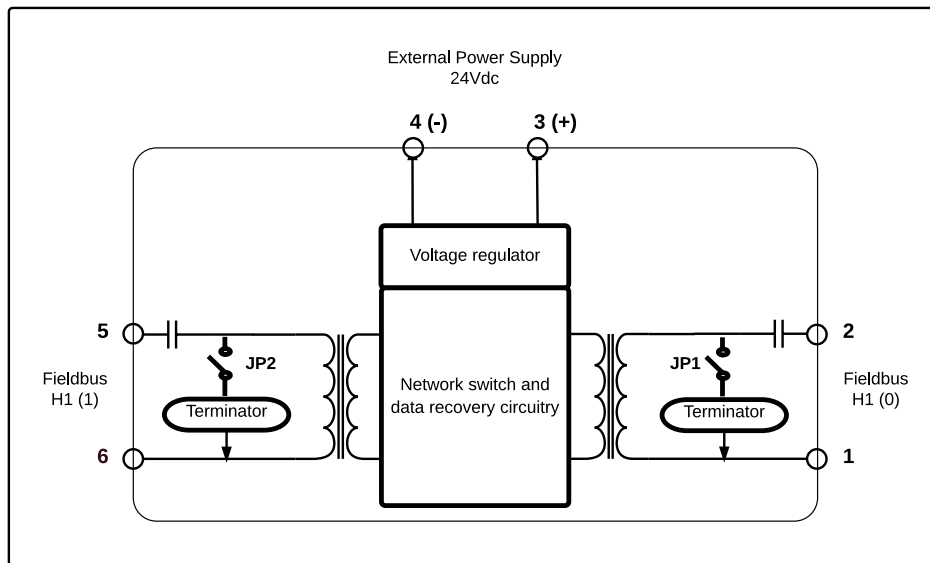 External Power Supply
24Vdc
4 (-)
3 (+)
Voltage regulator
5
2
JP2
JP1
Fieldbus
H1 (1)
Network switch and
data recovery circuitry
Fieldbus
H1 (0)
Terminator
Terminator
6
1